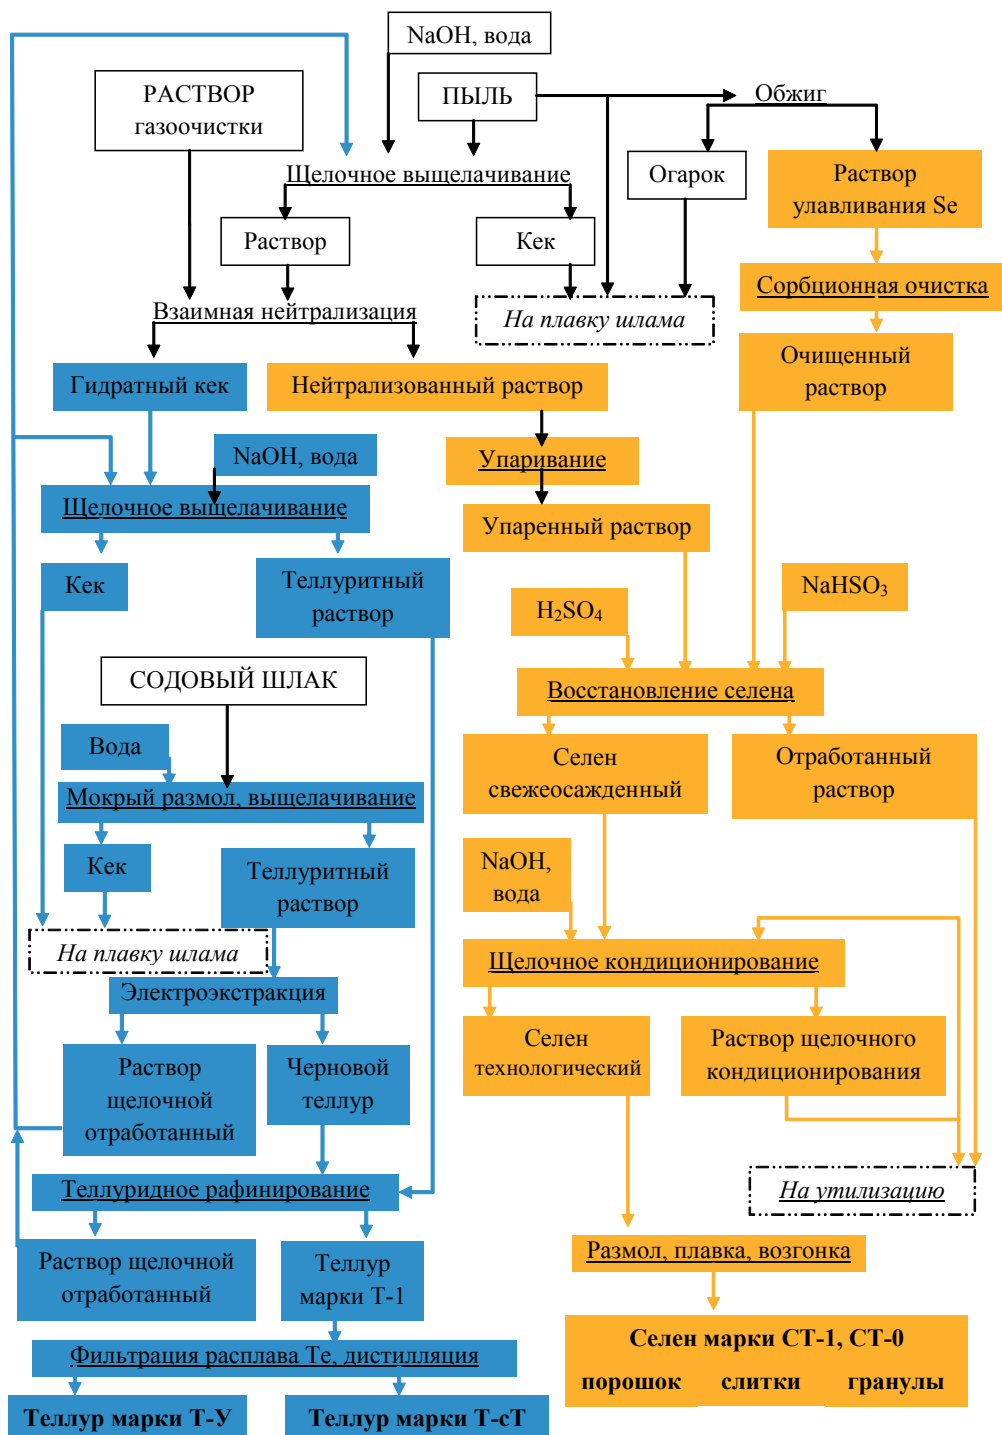 NaOH, вода
РАСТВОР
газоочистки
ПЫЛЬ
Обжиг
Щелочное выщелачивание
Огарок
Раствор
улавливания Se
Раствор
Кек
Сорбционная очистка
Взаимная нейтрализация
На плавку шлама
Очищенный
раствор
Гидратный кек
Нейтрализованный раствор
NaOH, вода
Упаривание
Щелочное выщелачивание
Упаренный раствор
Кек
Теллуритный
раствор
H₂SO₄
NaHSO₃
СОДОВЫЙ ШЛАК
Восстановление селена
Вода
Селен
свежеосажденный
Отработанный
раствор
Мокрый размол, выщелачивание
Кек
Теллуритный
раствор
NaOH,
вода
На плавку шлама
Щелочное кондиционирование
Электроэкстракция
Раствор
щелочной
отработанный
Черновой
теллур
Селен
технологический
Раствор щелочного
кондиционирования
Теллуридное рафинирование
На утилизацию
Раствор щелочной
отработанный
Теллур
марки Т-1
Размол, плавка, возгонка
Селен марки СТ-1, СТ-0
порошок слитки гранулы
Фильтрация расплава Те, дистилляция
Теллур марки Т-У
Теллур марки Т-сТ